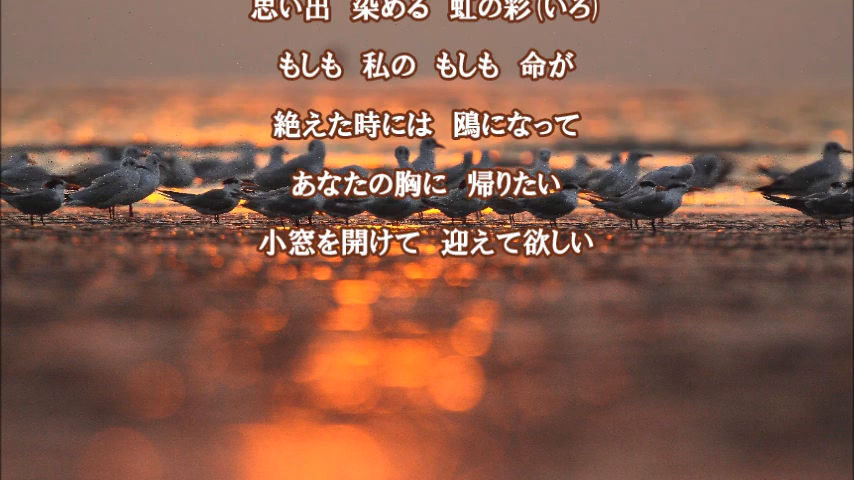 思い出　染める　虹の彩(いろ)
もしも　私の　もしも　命が
絶えた時には　鴎になって
あなたの胸に　帰りたい
小窓を開けて　迎えて欲しい